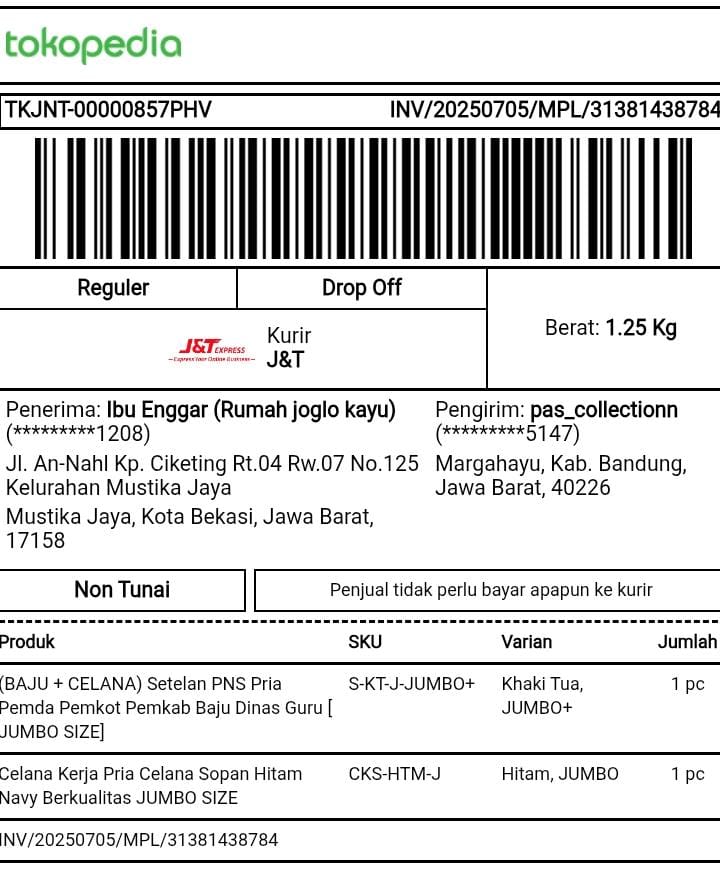 tokopedia
TKJNT-00000857PHV INV/20250705/MPL/31381438784
Reguler Drop Off
Berat: 1.25 Kg
J&T EXPRESS
Express Your Online Business
Kurir
J&T
Penerima: Ibu Enggar (Rumah joglo kayu)
(*********1208)
Jl. An-Nahl Kp. Ciketing Rt.04 Rw.07 No.125
Kelurahan Mustika Jaya
Mustika Jaya, Kota Bekasi, Jawa Barat,
17158
Pengirim: pas_collectionn
(*********5147)
Margahayu, Kab. Bandung,
Jawa Barat, 40226
Non Tunai Penjual tidak perlu bayar apapun ke kurir
Produk SKU Varian Jumlah
(BAJU + CELANA) Setelan PNS Pria S-KT-J-JUMBO+ Khaki Tua, 1 pc
Pemda Pemkot Pemkab Baju Dinas Guru [ JUMBO+
JUMBO SIZE]
Celana Kerja Pria Celana Sopan Hitam CKS-HTM-J Hitam, JUMBO 1 pc
Navy Berkualitas JUMBO SIZE
INV/20250705/MPL/31381438784